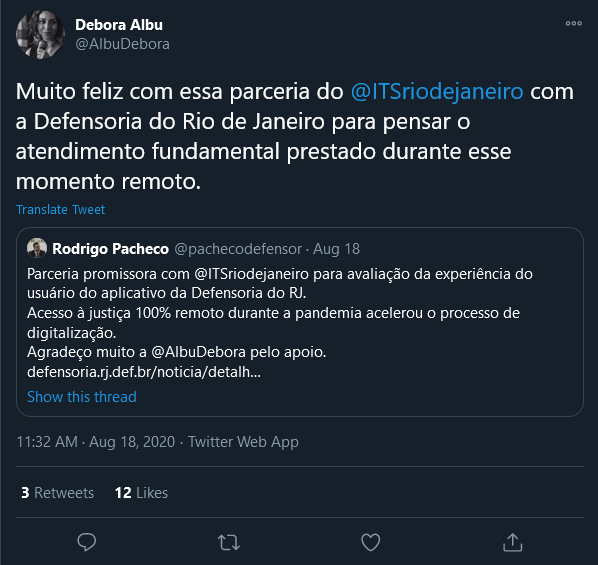 Debora Albu
@AlbuDebora
Muito feliz com essa parceria do @ITSriodejaneiro com
a Defensoria do Rio de Janeiro para pensar o
atendimento fundamental prestado durante esse
momento remoto.
Translate Tweet
Rodrigo Pacheco @pachecodefensor · Aug 18
Parceria promissora com @ITSriodejaneiro para avaliação da experiência do
usuário do aplicativo da Defensoria do RJ.
Acesso à justiça 100% remoto durante a pandemia acelerou o processo de
digitalização.
Agradeço muito a @AlbuDebora pelo apoio.
defensoria.rj.def.br/noticia/detalh...
Show this thread
11:32 AM · Aug 18, 2020 · Twitter Web App
3 Retweets 12 Likes